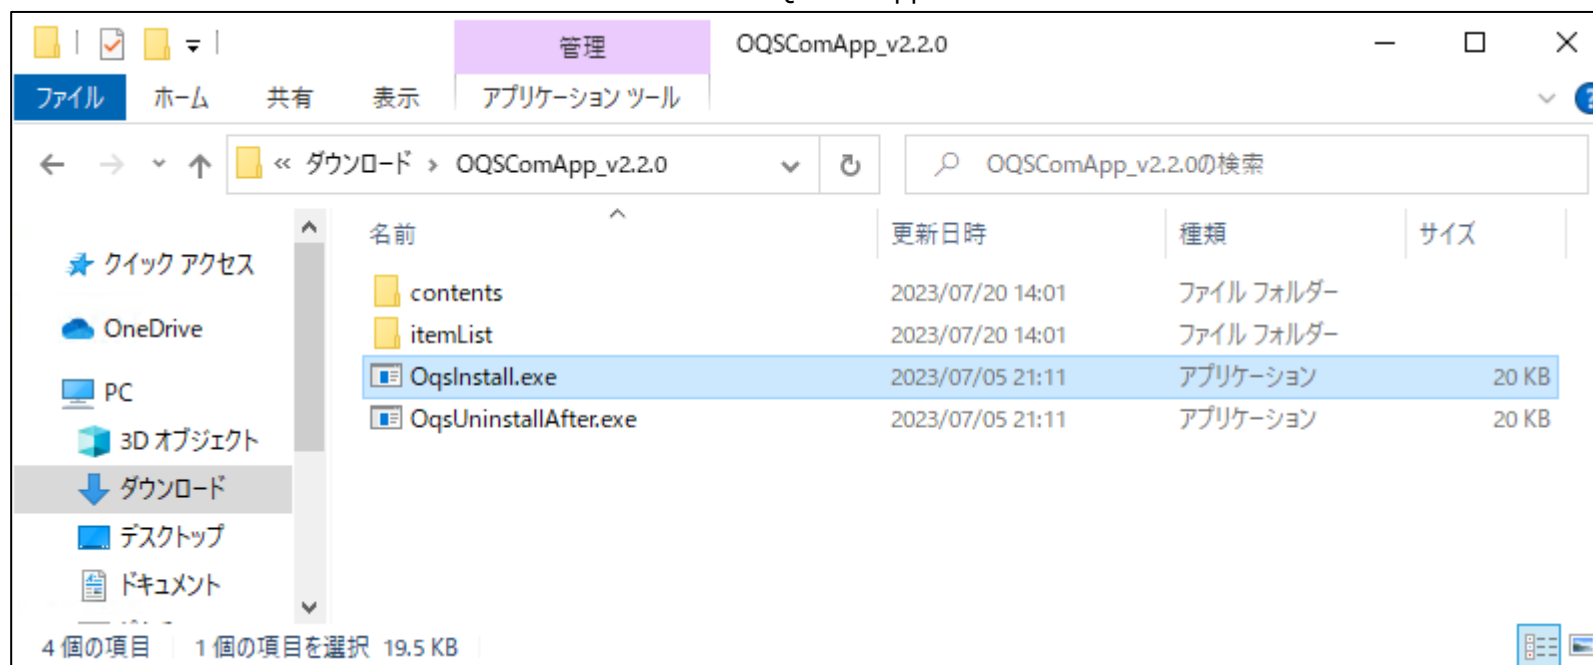 管理 OQSComApp_v2.2.0
ファイル ホーム 共有 表示 アプリケーション ツール
« ダウンロード › OQSComApp_v2.2.0 OQSComApp_v2.2.0の検索
名前 更新日時 種類 サイズ
クイック アクセス
OneDrive
PC
3D オブジェクト
ダウンロード
デスクトップ
ドキュメント
contents 2023/07/20 14:01 ファイル フォルダー
itemList 2023/07/20 14:01 ファイル フォルダー
OqsInstall.exe 2023/07/05 21:11 アプリケーション 20 KB
OqsUninstallAfter.exe 2023/07/05 21:11 アプリケーション 20 KB
4 個の項目 1 個の項目を選択 19.5 KB